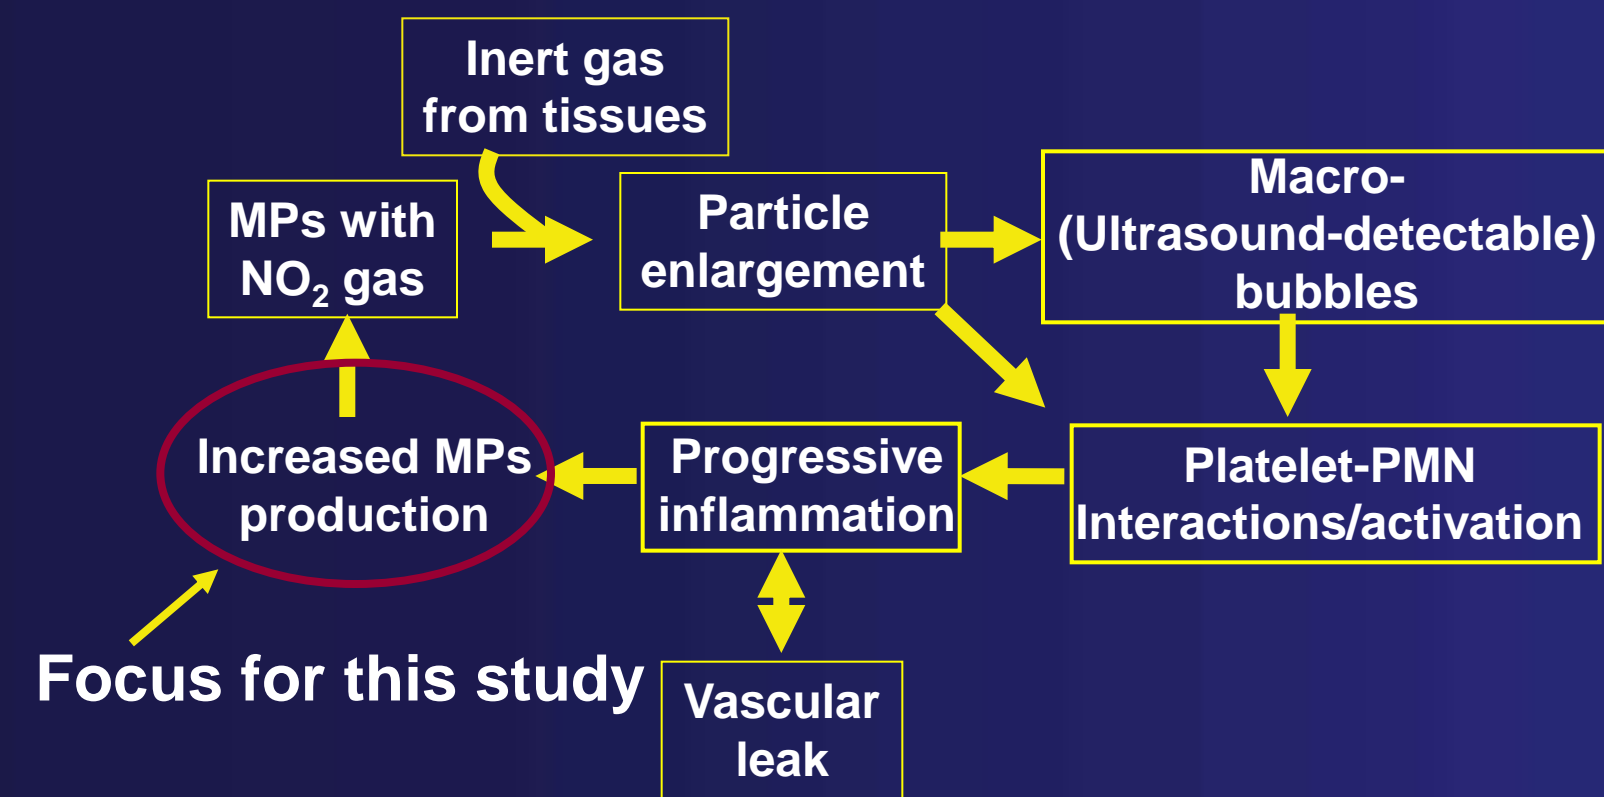 Inert gas
from tissues
MPs with
NO₂ gas
Particle
enlargement
Macro-
(Ultrasound-detectable)
bubbles
Increased MPs
production
Progressive
inflammation
Platelet-PMN
Interactions/activation
Focus for this study
Vascular
leak